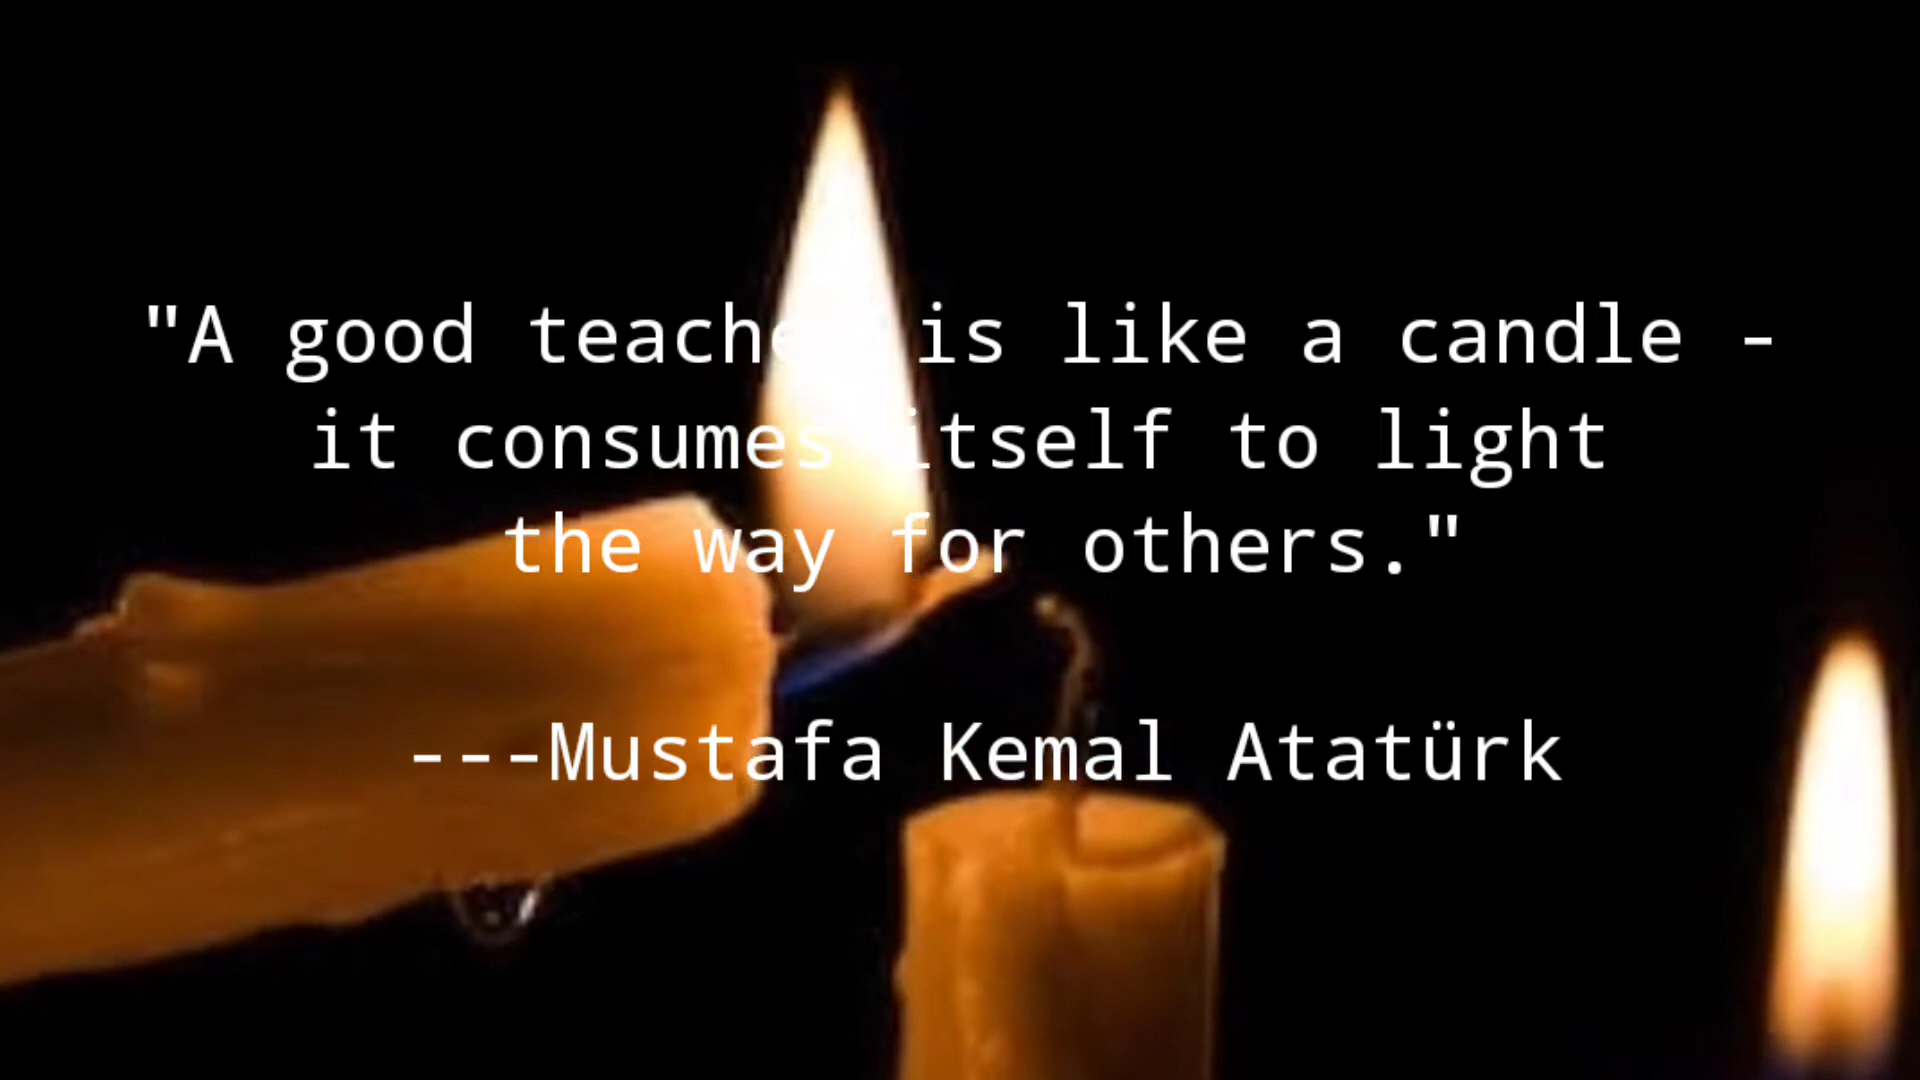 "A good teacher is like a candle -
it consumes itself to light
the way for others."
---Mustafa Kemal Atatürk